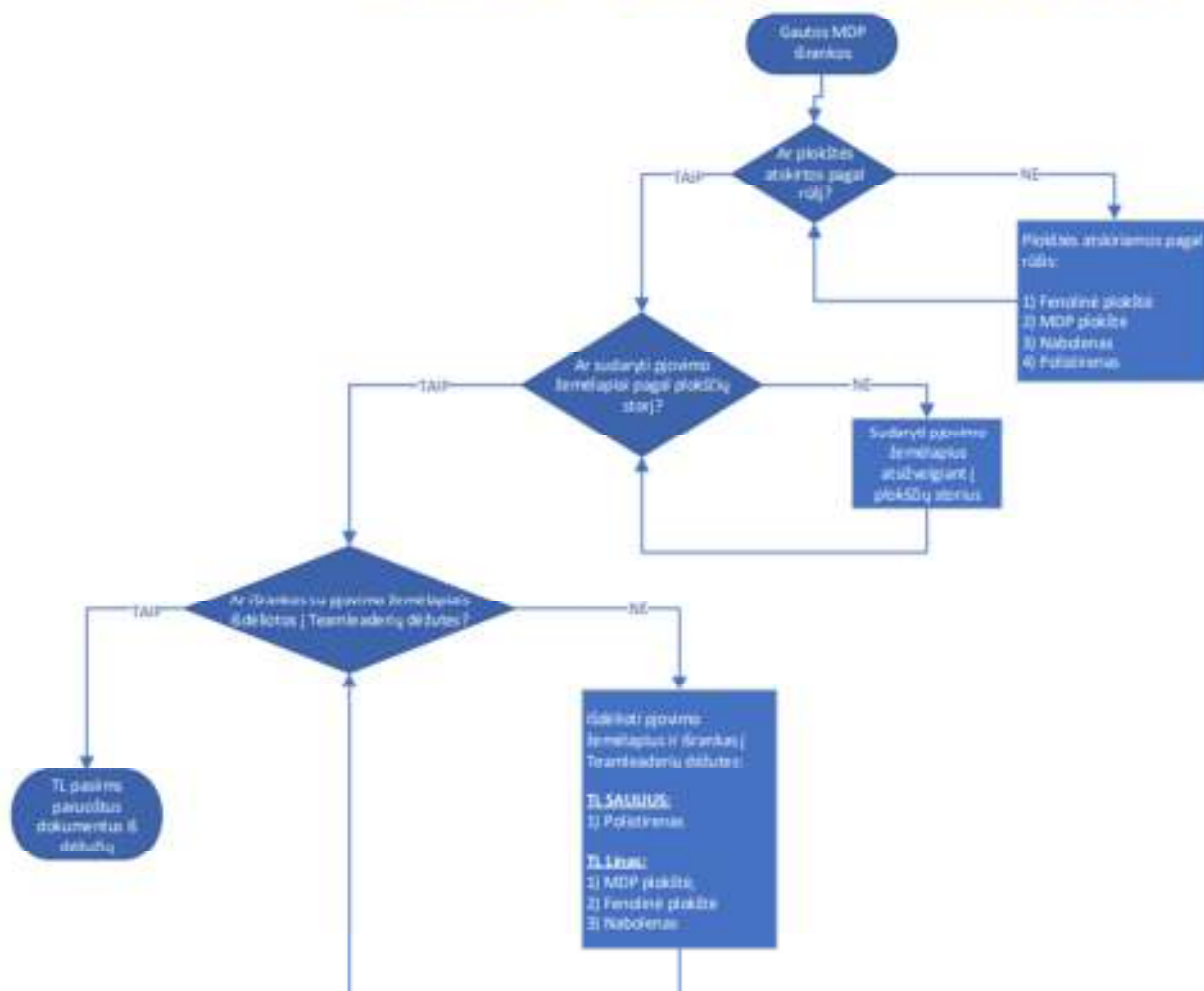 Gautos MDP
išrankos
Ar plokštės
atskirtos pagal
rūšį?
TAIP
NE
Plokštės atskiriamos pagal
rūšis:
1) Fenolinė plokštė
2) MDP plokštė
3) Nabolenas
4) Polistirenas
Ar sudaryti pjovimo
žemėlapiai pagal plokščių
storį?
TAIP
NE
Sudaryti pjovimo
žemėlapius
atsižvelgiant į
plokščių storius
Ar išrankos su pjovimo žemėlapiais
išdėliotos į Teamleaderių dėžutes?
TAIP
NE
Išdėlioti pjovimo
žemėlapius ir išrankas į
Teamleaderių dėžutes:
TL SAULIUS:
1) Polistirenas
TL Linas:
1) MDP plokštė,
2) Fenolinė plokštė
3) Nabolenas
TL pasiima
paruoštus
dokumentus iš
dėžučių